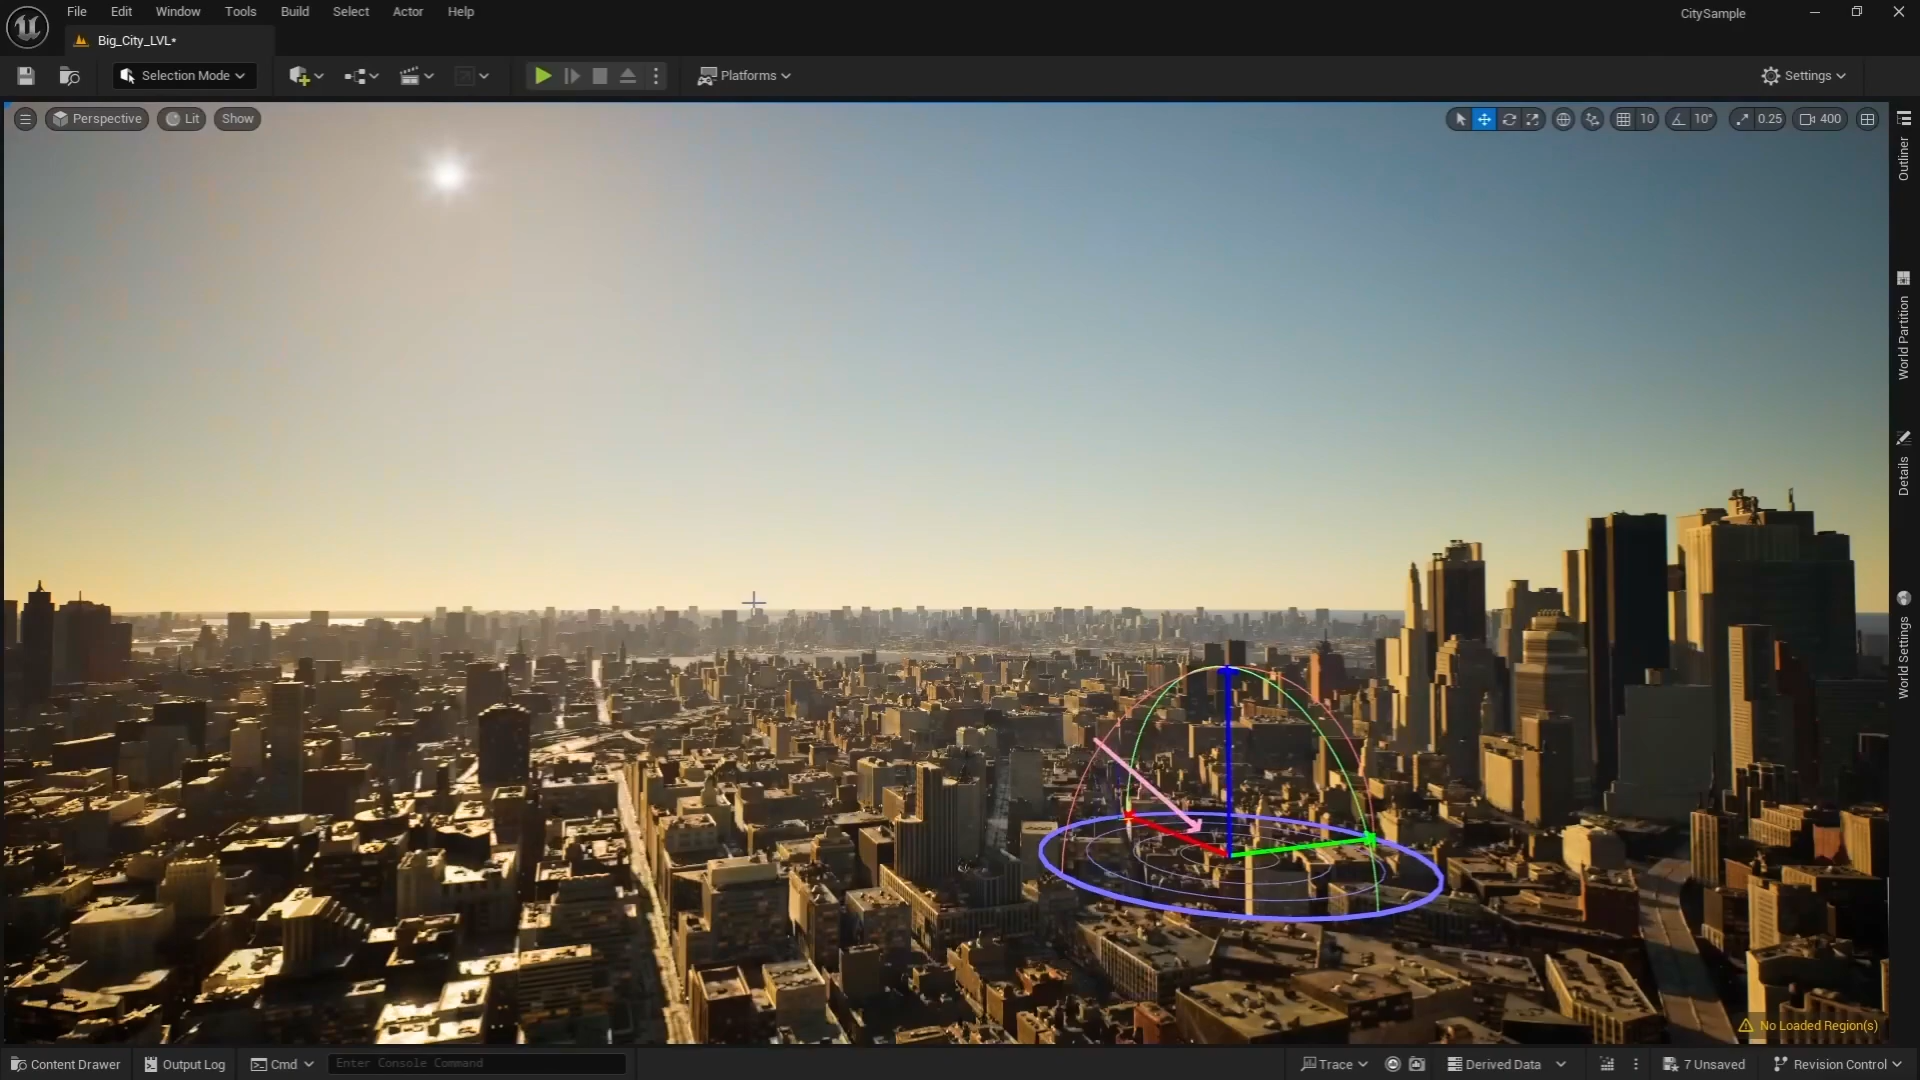 File Edit Window Tools Build Select Actor Help
CitySample
Big_City_LVL*
Selection Mode
Platforms
Settings
Perspective Lit Show
10 10° 0.25 400
Outliner
World Partition
Details
World Settings
No Loaded Region(s)
Content Drawer Output Log Cmd Enter Console Command
Trace Derived Data 7 Unsaved Revision Control